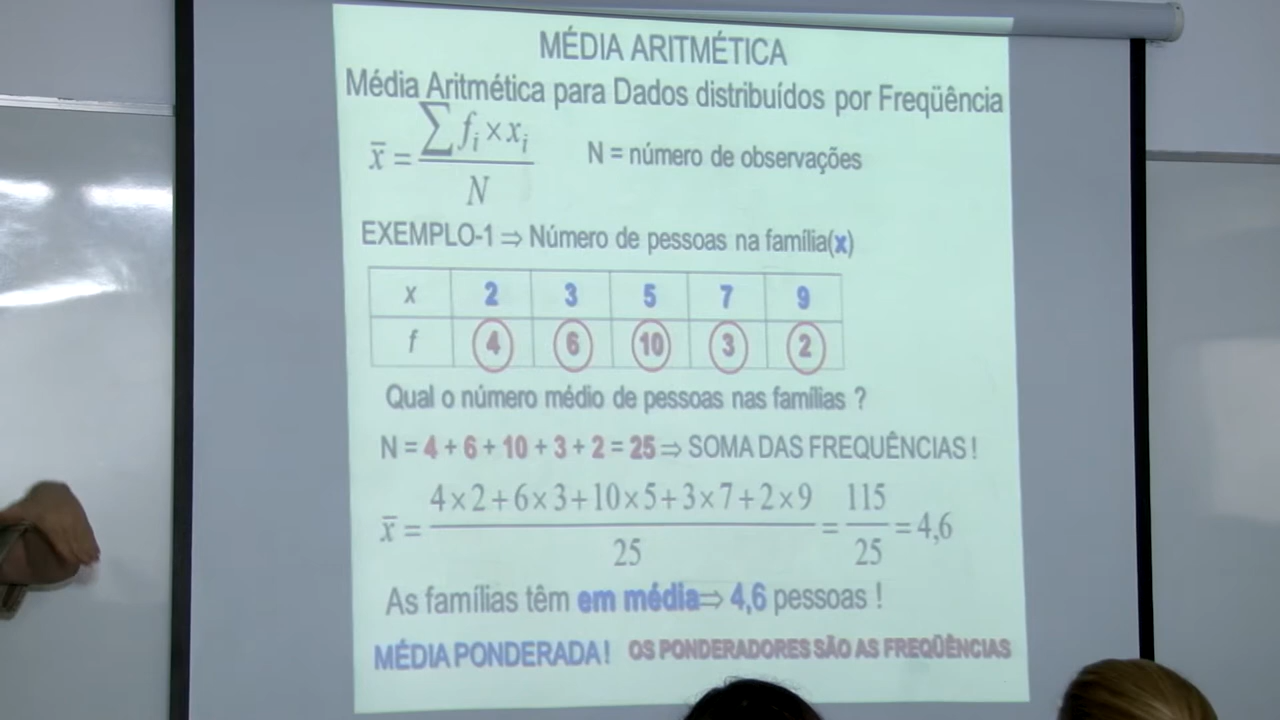 MÉDIA ARITMÉTICA
Média Aritmética para Dados distribuídos por Freqüência
x̄ = ∑ fᵢ × xᵢ / N
N = número de observações
EXEMPLO-1 ⇒ Número de pessoas na família(x)
x 2 3 5 7 9
f 4 6 10 3 2
Qual o número médio de pessoas nas famílias ?
N = 4 + 6 + 10 + 3 + 2 = 25 ⇒ SOMA DAS FREQUÊNCIAS !
x̄ = 4×2+6×3+10×5+3×7+2×9 / 25 = 115 / 25 = 4,6
As famílias têm em média⇒ 4,6 pessoas !
MÉDIA PONDERADA! OS PONDERADORES SÃO AS FREQÜÊNCIAS